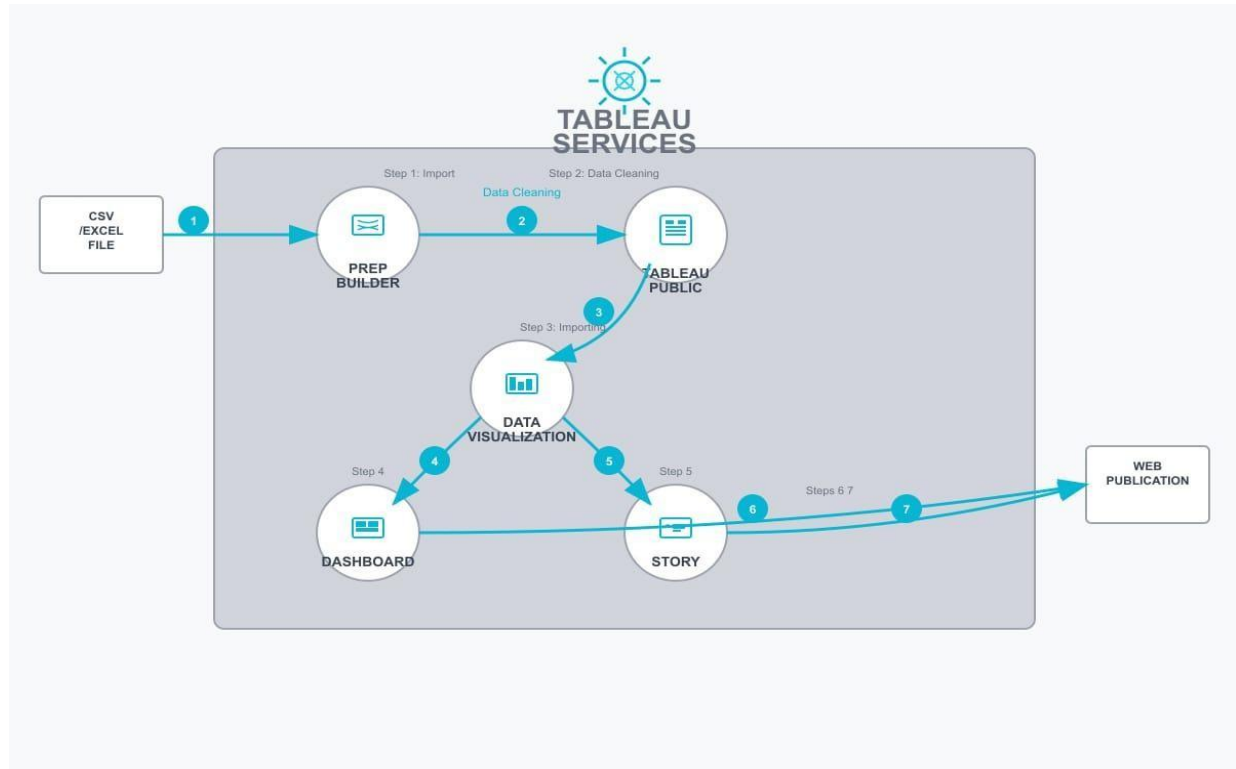 TABLEAU
SERVICES
Step 1: Import
Step 2: Data Cleaning
Data Cleaning
CSV
/EXCEL
FILE
1
2
PREP
BUILDER
TABLEAU
PUBLIC
3
Step 3: Importing
DATA
VISUALIZATION
4
5
Step 4
Step 5
WEB
PUBLICATION
Steps 6 7
6
7
DASHBOARD
STORY